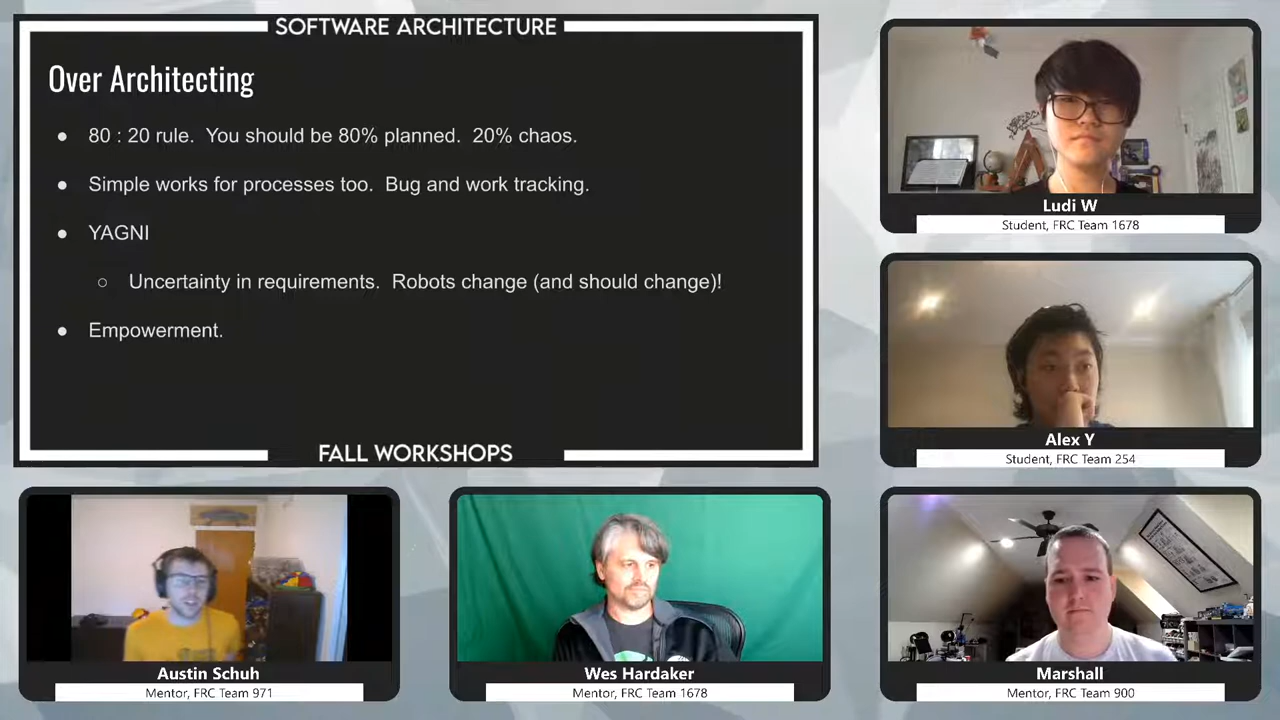 SOFTWARE ARCHITECTURE
Over Architecting
● 80 : 20 rule. You should be 80% planned. 20% chaos.
● Simple works for processes too. Bug and work tracking.
● YAGNI
○ Uncertainty in requirements. Robots change (and should change)!
● Empowerment.
FALL WORKSHOPS
Ludi W
Student, FRC Team 1678
Alex Y
Student, FRC Team 254
Austin Schuh
Mentor, FRC Team 971
Wes Hardaker
Mentor, FRC Team 1678
Marshall
Mentor, FRC Team 900